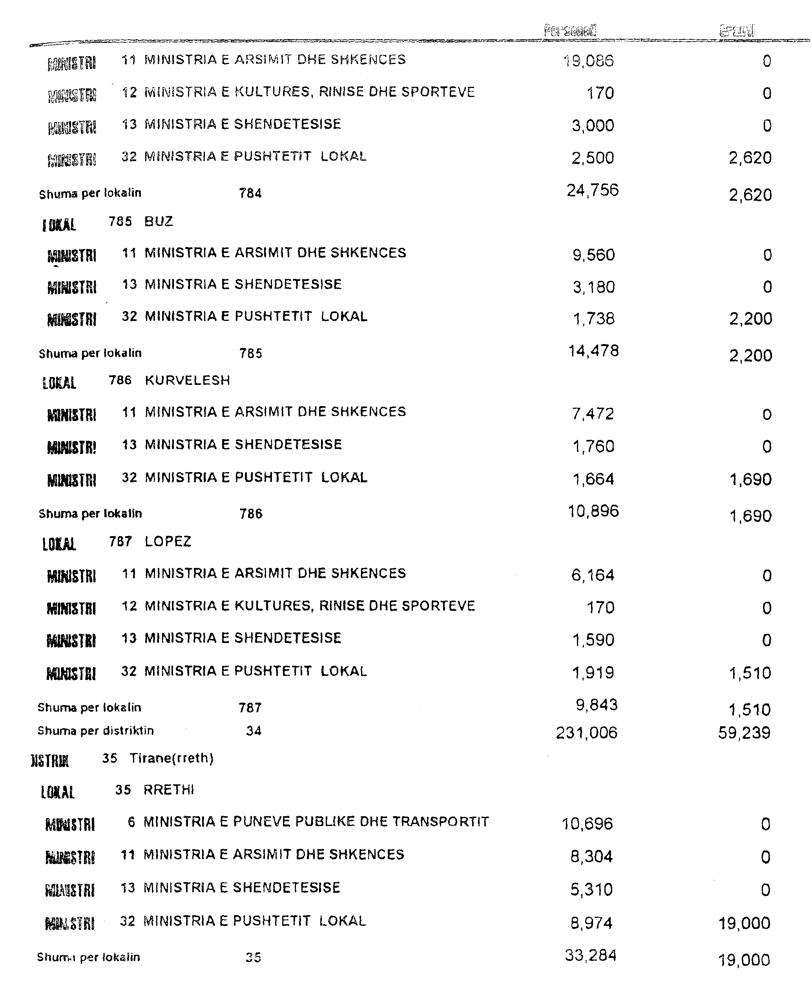 Personeli Granti
MINISTRI 11 MINISTRIA E ARSIMIT DHE SHKENCES 19,086 0
MINISTRI 12 MINISTRIA E KULTURES, RINISE DHE SPORTEVE 170 0
MINISTRI 13 MINISTRIA E SHENDETESISE 3,000 0
MINISTRI 32 MINISTRIA E PUSHTETIT LOKAL 2,500 2,620
Shuma per lokalin 784 24,756 2,620
LOKAL 785 BUZ
MINISTRI 11 MINISTRIA E ARSIMIT DHE SHKENCES 9,560 0
MINISTRI 13 MINISTRIA E SHENDETESISE 3,180 0
MINISTRI 32 MINISTRIA E PUSHTETIT LOKAL 1,738 2,200
Shuma per lokalin 785 14,478 2,200
LOKAL 786 KURVELESH
MINISTRI 11 MINISTRIA E ARSIMIT DHE SHKENCES 7,472 0
MINISTRI 13 MINISTRIA E SHENDETESISE 1,760 0
MINISTRI 32 MINISTRIA E PUSHTETIT LOKAL 1,664 1,690
Shuma per lokalin 786 10,896 1,690
LOKAL 787 LOPEZ
MINISTRI 11 MINISTRIA E ARSIMIT DHE SHKENCES 6,164 0
MINISTRI 12 MINISTRIA E KULTURES, RINISE DHE SPORTEVE 170 0
MINISTRI 13 MINISTRIA E SHENDETESISE 1,590 0
MINISTRI 32 MINISTRIA E PUSHTETIT LOKAL 1,919 1,510
Shuma per lokalin 787 9,843 1,510
Shuma per distriktin 34 231,006 59,239
35 Tirane(rreth)
LOKAL 35 RRETHI
MINISTRI 6 MINISTRIA E PUNEVE PUBLIKE DHE TRANSPORTIT 10,696 0
MINISTRI 11 MINISTRIA E ARSIMIT DHE SHKENCES 8,304 0
MINISTRI 13 MINISTRIA E SHENDETESISE 5,310 0
MINISTRI 32 MINISTRIA E PUSHTETIT LOKAL 8,974 19,000
Shuma per lokalin 35 33,284 19,000